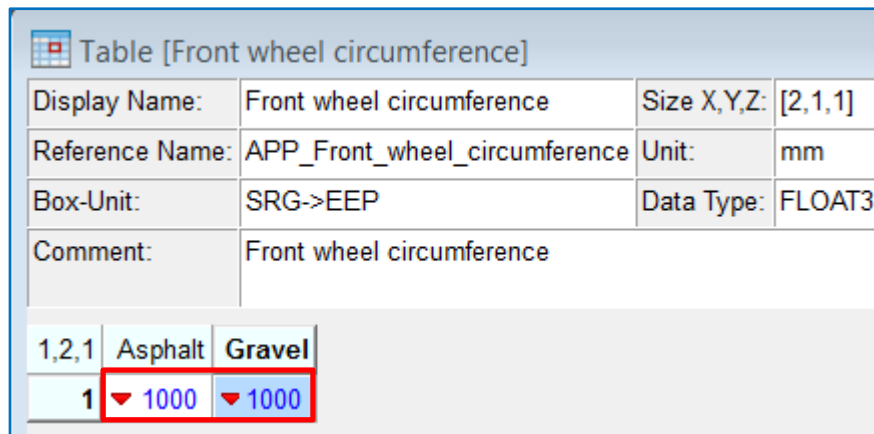 Table [Front wheel circumference]
Display Name: Front wheel circumference Size X,Y,Z: [2,1,1]
Reference Name: APP_Front_wheel_circumference Unit: mm
Box-Unit: SRG->EEP Data Type: FLOAT3
Comment: Front wheel circumference
1,2,1 Asphalt Gravel
1 1000 1000